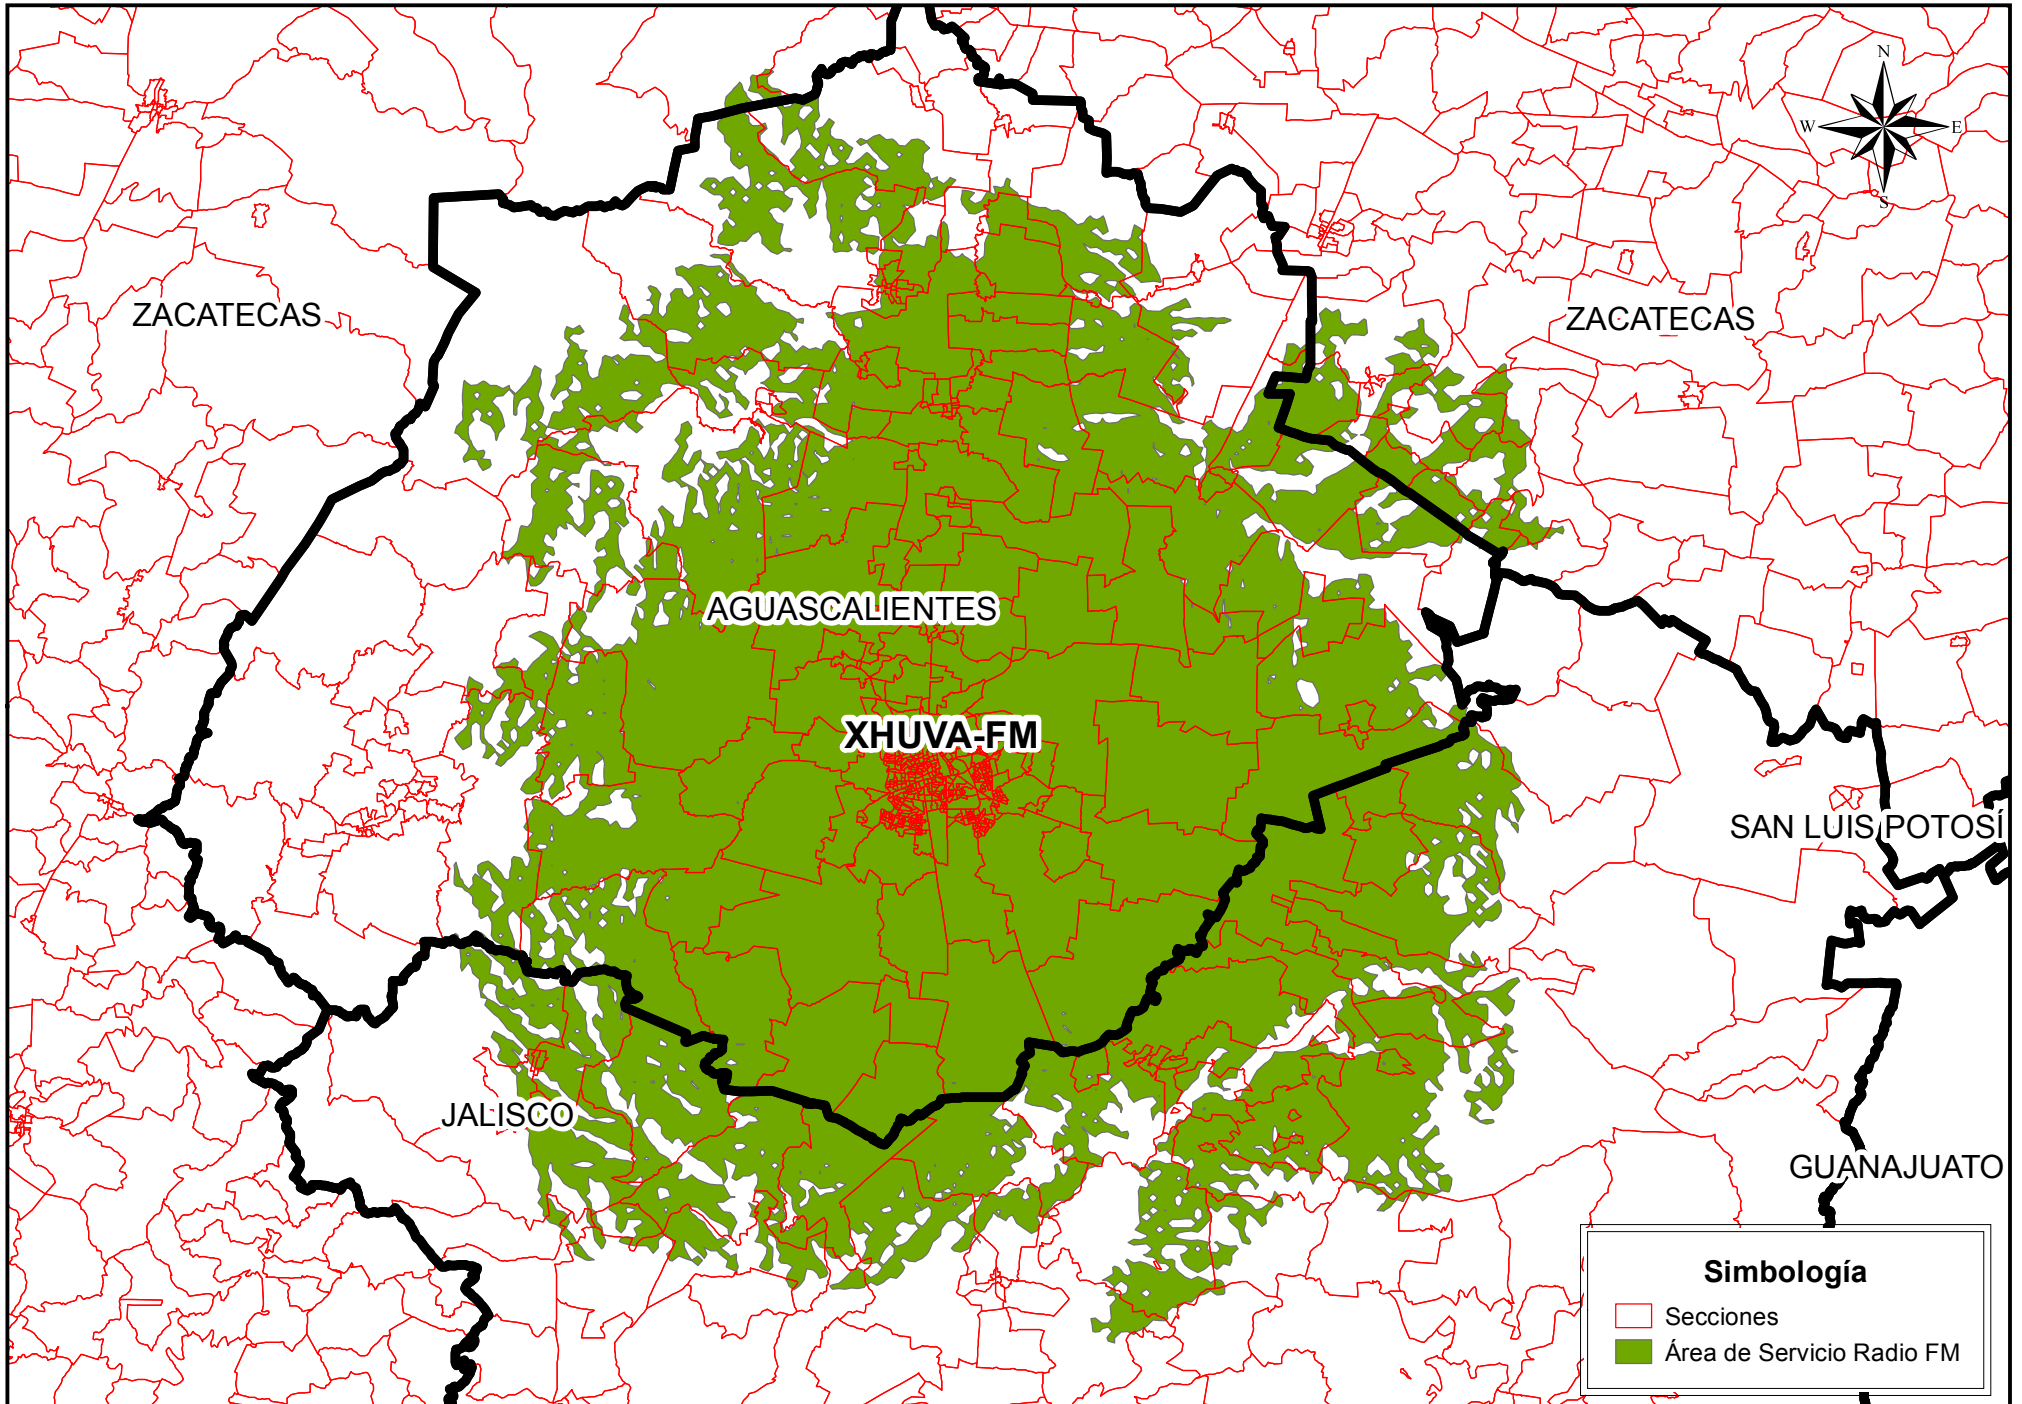 N
W E
S
ZACATECAS
ZACATECAS
AGUASCALIENTES
XHUVA-FM
SAN LUIS POTOSÍ
JALISCO
GUANAJUATO
Simbología
Secciones
Área de Servicio Radio FM